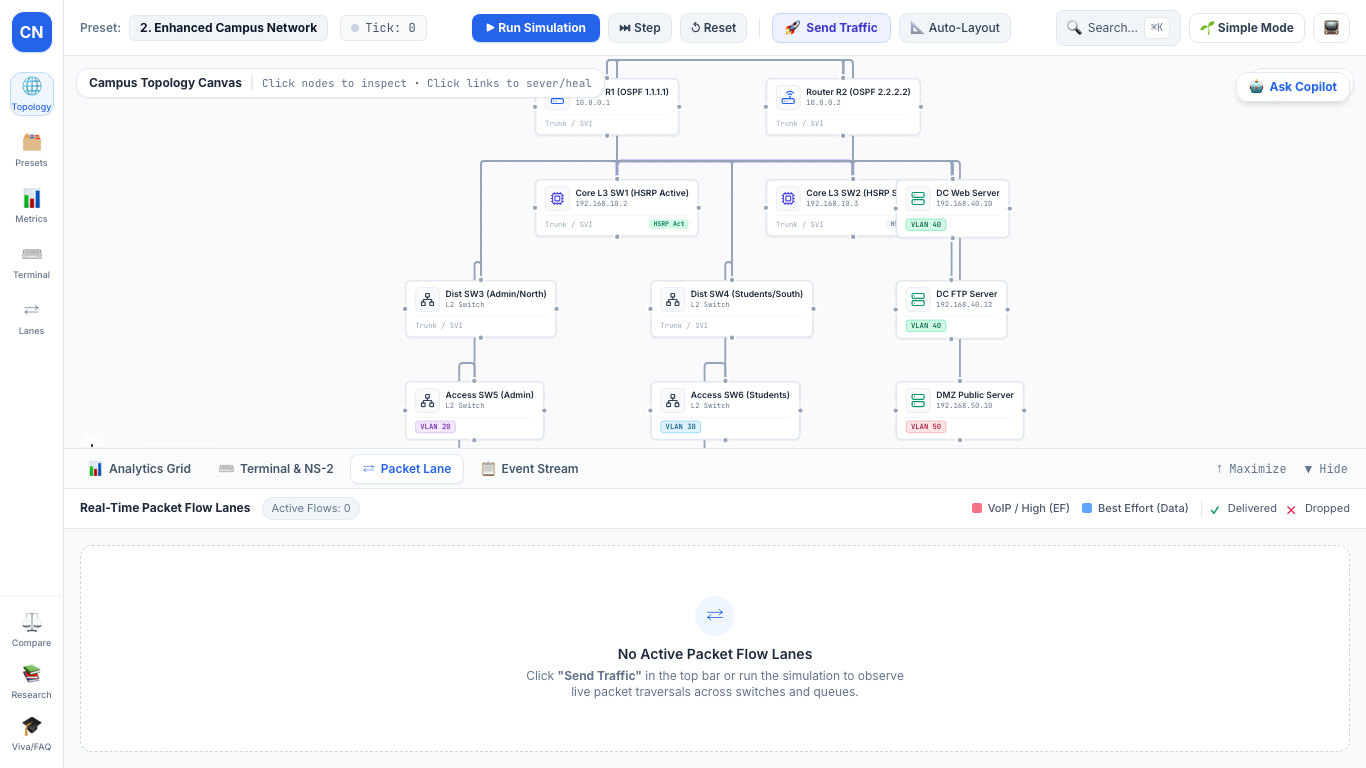 CN
Preset:
2. Enhanced Campus Network
Tick: 0
Run Simulation
Step
Reset
Send Traffic
Auto-Layout
Search...
⌘K
Simple Mode
Topology
Presets
Metrics
Terminal
Lanes
Compare
Research
Viva/FAQ
Campus Topology Canvas
Click nodes to inspect • Click links to sever/heal
Ask Copilot
R1 (OSPF 1.1.1.1)
10.0.0.1
Trunk / SVI
Router R2 (OSPF 2.2.2.2)
10.0.0.2
Trunk / SVI
Core L3 SW1 (HSRP Active)
192.168.10.2
Trunk / SVI
HSRP Act
Core L3 SW2 (HSRP S
192.168.10.3
Trunk / SVI
DC Web Server
192.168.40.10
VLAN 40
Dist SW3 (Admin/North)
L2 Switch
Trunk / SVI
Dist SW4 (Students/South)
L2 Switch
Trunk / SVI
DC FTP Server
192.168.40.12
VLAN 40
Access SW5 (Admin)
L2 Switch
VLAN 20
Access SW6 (Students)
L2 Switch
VLAN 30
DMZ Public Server
192.168.50.10
VLAN 50
Analytics Grid
Terminal & NS-2
Packet Lane
Event Stream
↑ Maximize
▼ Hide
Real-Time Packet Flow Lanes
Active Flows: 0
VoIP / High (EF)
Best Effort (Data)
Delivered
Dropped
No Active Packet Flow Lanes
Click "Send Traffic" in the top bar or run the simulation to observe
live packet traversals across switches and queues.